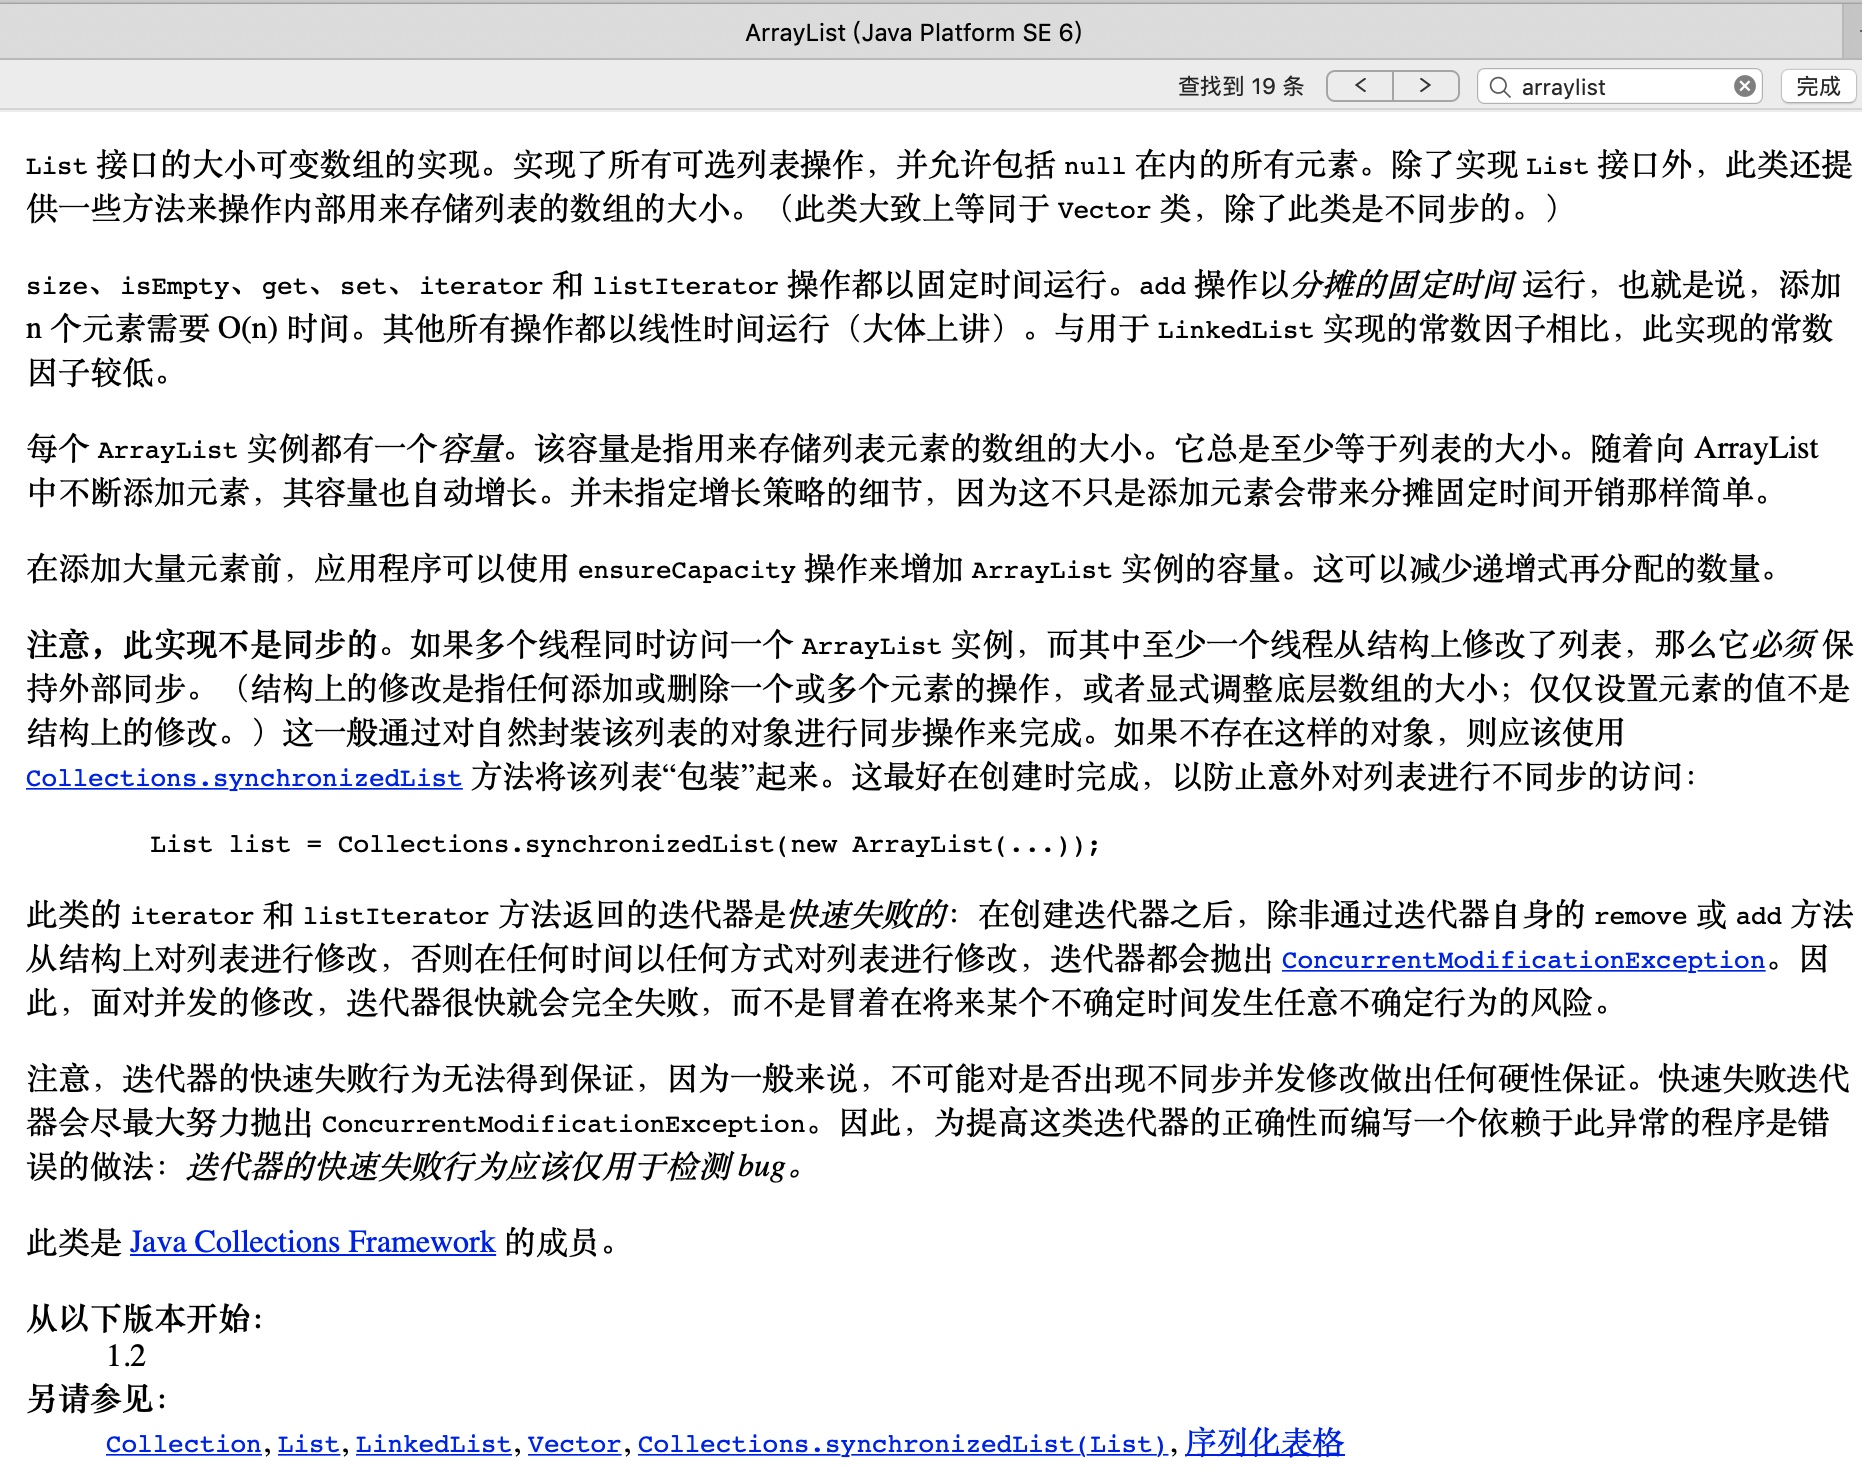 ArrayList (Java Platform SE 6)
查找到 19 条
<
>
arraylist
完成
List 接口的大小可变数组的实现。实现了所有可选列表操作，并允许包括 null 在内的所有元素。除了实现 List 接口外，此类还提
供一些方法来操作内部用来存储列表的数组的大小。（此类大致上等同于 Vector 类，除了此类是不同步的。）
size、isEmpty、get、set、iterator 和 listIterator 操作都以固定时间运行。add 操作以分摊的固定时间 运行，也就是说，添加
n 个元素需要 O(n) 时间。其他所有操作都以线性时间运行（大体上讲）。与用于 LinkedList 实现的常数因子相比，此实现的常数
因子较低。
每个 ArrayList 实例都有一个容量。该容量是指用来存储列表元素的数组的大小。它总是至少等于列表的大小。随着向 ArrayList
中不断添加元素，其容量也自动增长。并未指定增长策略的细节，因为这不只是添加元素会带来分摊固定时间开销那样简单。
在添加大量元素前，应用程序可以使用 ensureCapacity 操作来增加 ArrayList 实例的容量。这可以减少递增式再分配的数量。
注意，此实现不是同步的。如果多个线程同时访问一个 ArrayList 实例，而其中至少一个线程从结构上修改了列表，那么它必须 保
持外部同步。（结构上的修改是指任何添加或删除一个或多个元素的操作，或者显式调整底层数组的大小；仅仅设置元素的值不是
结构上的修改。）这一般通过对自然封装该列表的对象进行同步操作来完成。如果不存在这样的对象，则应该使用
Collections.synchronizedList 方法将该列表“包装”起来。这最好在创建时完成，以防止意外对列表进行不同步的访问：
List list = Collections.synchronizedList(new ArrayList(...));
此类的 iterator 和 listIterator 方法返回的迭代器是快速失败的：在创建迭代器之后，除非通过迭代器自身的 remove 或 add 方法
从结构上对列表进行修改，否则在任何时间以任何方式对列表进行修改，迭代器都会抛出 ConcurrentModificationException。因
此，面对并发的修改，迭代器很快就会完全失败，而不是冒着在将来某个不确定时间发生任意不确定行为的风险。
注意，迭代器的快速失败行为无法得到保证，因为一般来说，不可能对是否出现不同步并发修改做出任何硬性保证。快速失败迭代
器会尽最大努力抛出 ConcurrentModificationException。因此，为提高这类迭代器的正确性而编写一个依赖于此异常的程序是错
误的做法：迭代器的快速失败行为应该仅用于检测 bug。
此类是 Java Collections Framework 的成员。
从以下版本开始：
1.2
另请参见：
Collection, List, LinkedList, Vector, Collections.synchronizedList(List), 序列化表格